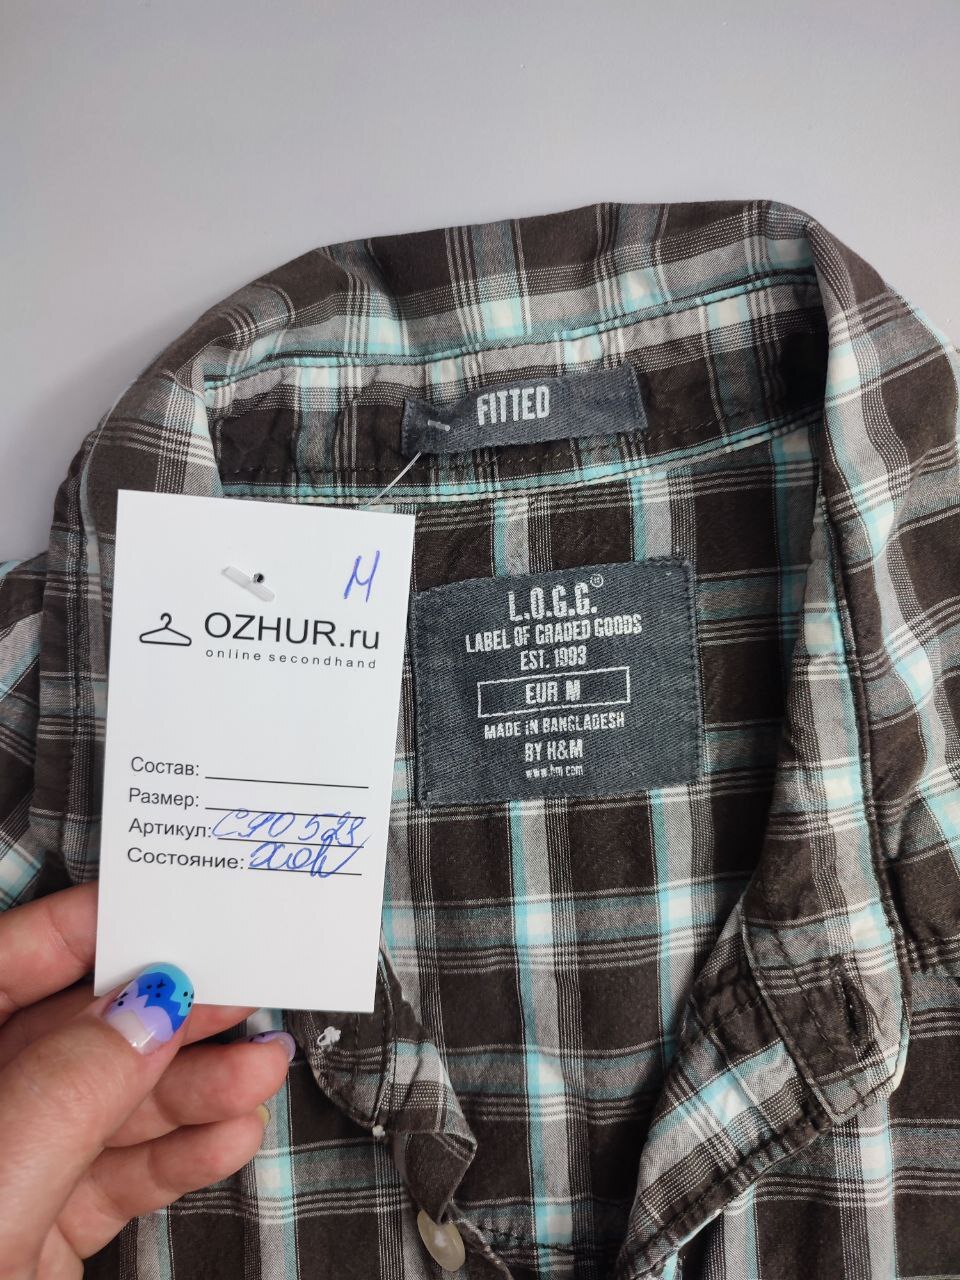 FITTED
M
OZHUR.ru
online secondhand
Состав:
Размер:
Артикул: С90528
Состояние:
L.O.G.G.®
LABEL OF GRADED GOODS
EST. 1993
EUR M
MADE IN BANGLADESH
BY H&M
www.hm.com